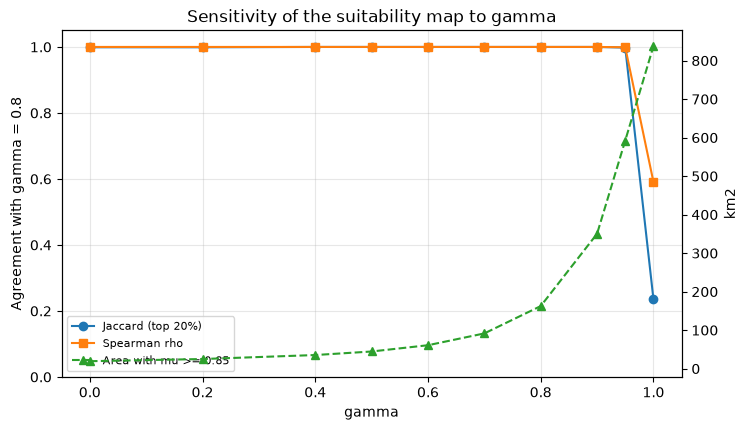 Sensitivity of the suitability map to gamma
Agreement with gamma = 0.8
1.0
0.8
0.6
0.4
0.2
0.0
800
700
600
500
400
300
200
100
0
km2
Jaccard (top 20%)
Spearman rho
Area with mu >= 0.85
0.0 0.2 0.4 0.6 0.8 1.0
gamma